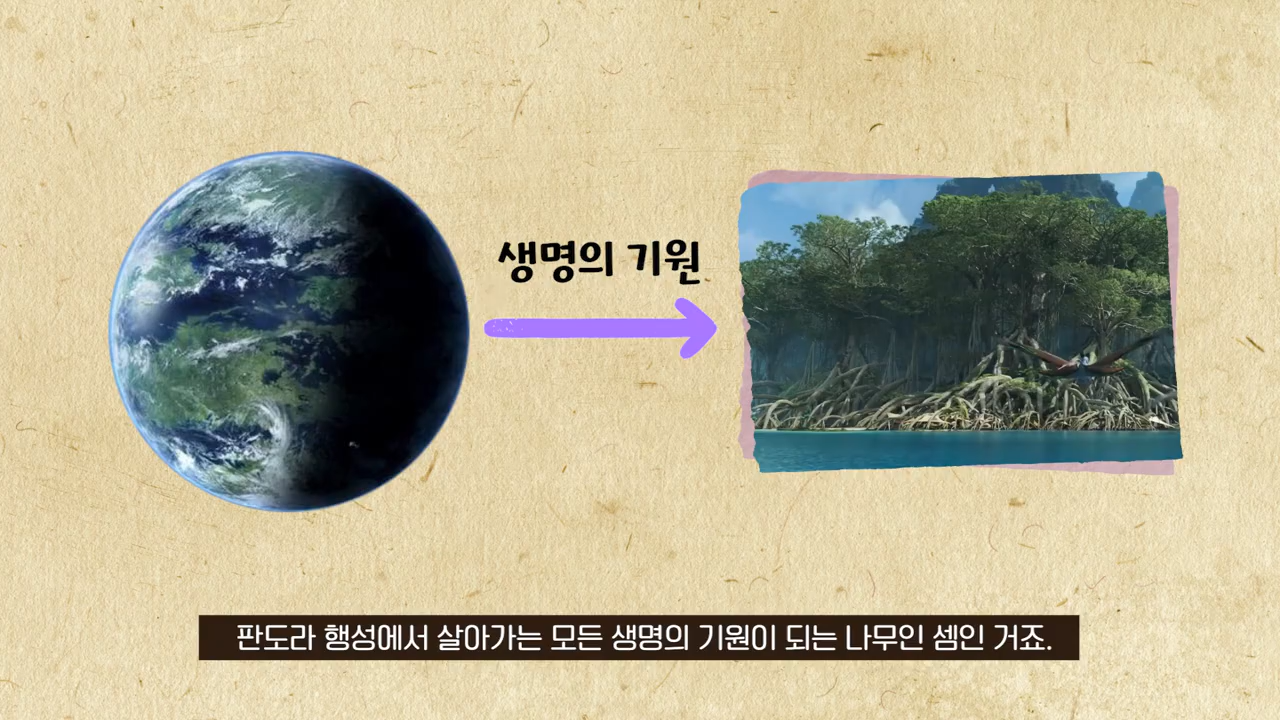 생명의 기원
판도라 행성에서 살아가는 모든 생명의 기원이 되는 나무인 셈인 거죠.